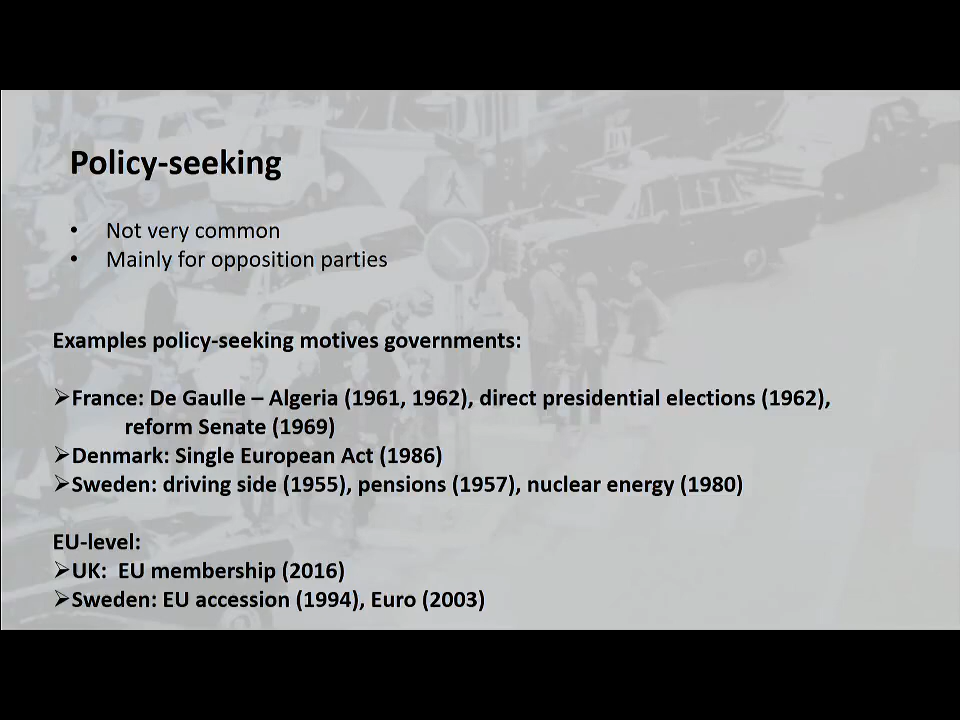 Policy-seeking
• Not very common
• Mainly for opposition parties
Examples policy-seeking motives governments:
➢France: De Gaulle – Algeria (1961, 1962), direct presidential elections (1962),
reform Senate (1969)
➢Denmark: Single European Act (1986)
➢Sweden: driving side (1955), pensions (1957), nuclear energy (1980)
EU-level:
➢UK:  EU membership (2016)
➢Sweden: EU accession (1994), Euro (2003)